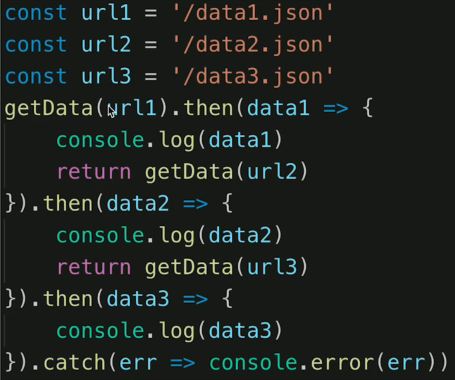 const url1 = '/data1.json'
const url2 = '/data2.json'
const url3 = '/data3.json'
getData(url1).then(data1 => {
    console.log(data1)
    return getData(url2)
}).then(data2 => {
    console.log(data2)
    return getData(url3)
}).then(data3 => {
    console.log(data3)
}).catch(err => console.error(err))